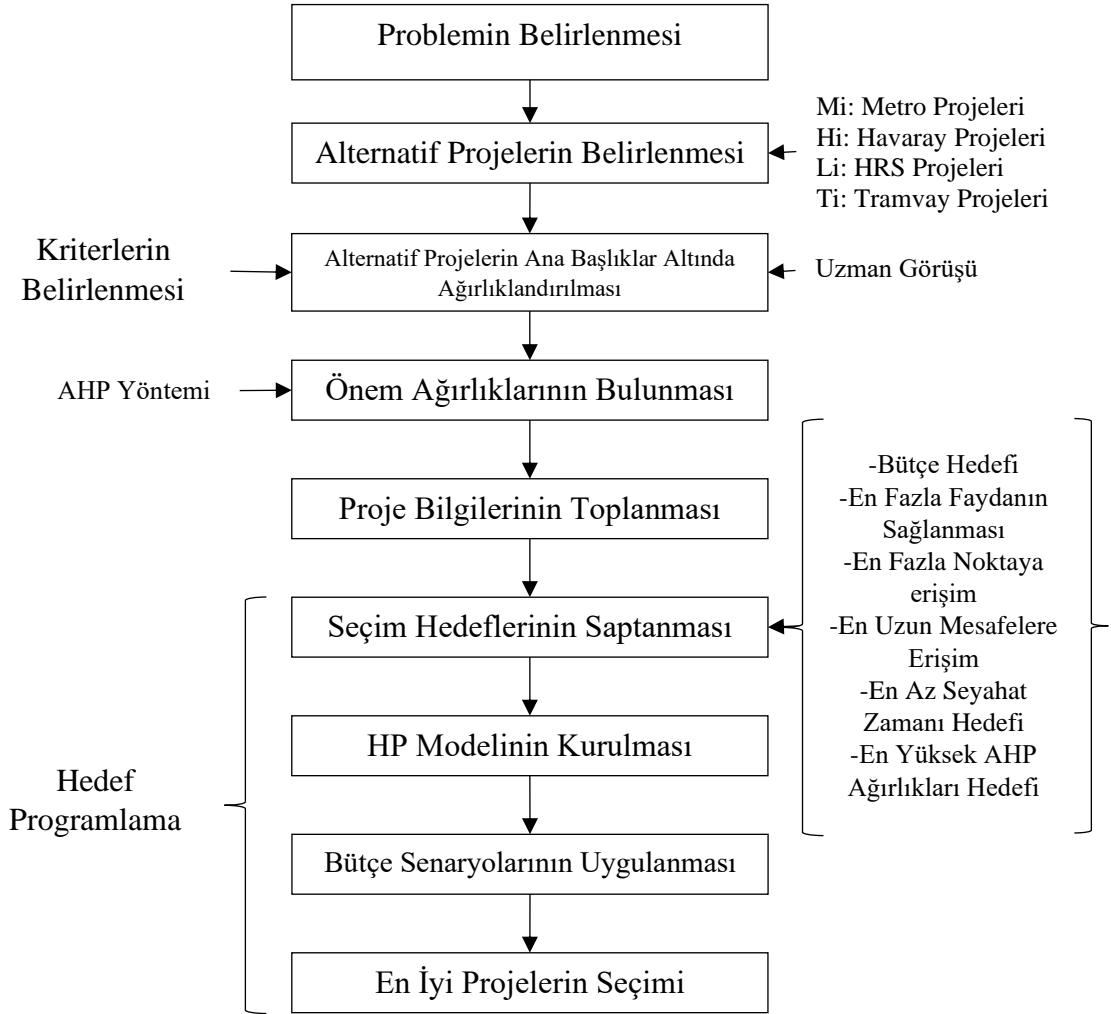 Problemin Belirlenmesi
Alternatif Projelerin Belirlenmesi
Mi: Metro Projeleri
Hi: Havaray Projeleri
Li: HRS Projeleri
Ti: Tramvay Projeleri
Kriterlerin
Belirlenmesi
Alternatif Projelerin Ana Başlıklar Altında
Ağırlıklandırılması
Uzman Görüşü
AHP Yöntemi
Önem Ağırlıklarının Bulunması
Proje Bilgilerinin Toplanması
Seçim Hedeflerinin Saptanması
-Bütçe Hedefi
-En Fazla Faydanın
Sağlanması
-En Fazla Noktaya
erişim
-En Uzun Mesafelere
Erişim
-En Az Seyahat
Zamanı Hedefi
-En Yüksek AHP
Ağırlıkları Hedefi
Hedef
Programlama
HP Modelinin Kurulması
Bütçe Senaryolarının Uygulanması
En İyi Projelerin Seçimi